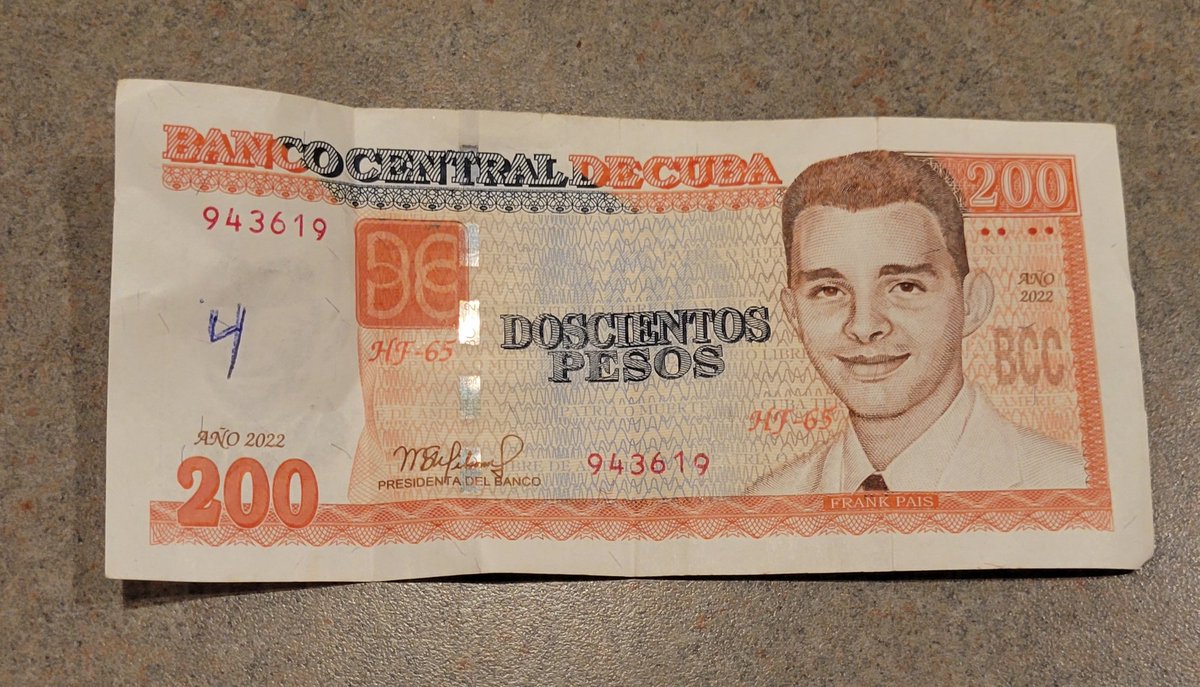 BANCO CENTRAL DE CUBA
200
943619
AÑO
2022
DOSCIENTOS
PESOS
BCC
HF-65
4
HF-65
AÑO 2022
200
943619
PRESIDENTA DEL BANCO
FRANK PAIS